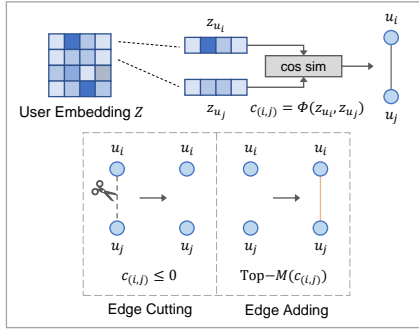 z_{u_i}
u_i
cos sim
User Embedding Z
z_{u_j}
c_{(i,j)} = Φ(z_{u_i}, z_{u_j})
u_j
u_i u_i u_i u_i
u_j u_j u_j u_j
c_{(i,j)} ≤ 0
Top−M(c_{(i,j)})
Edge Cutting
Edge Adding